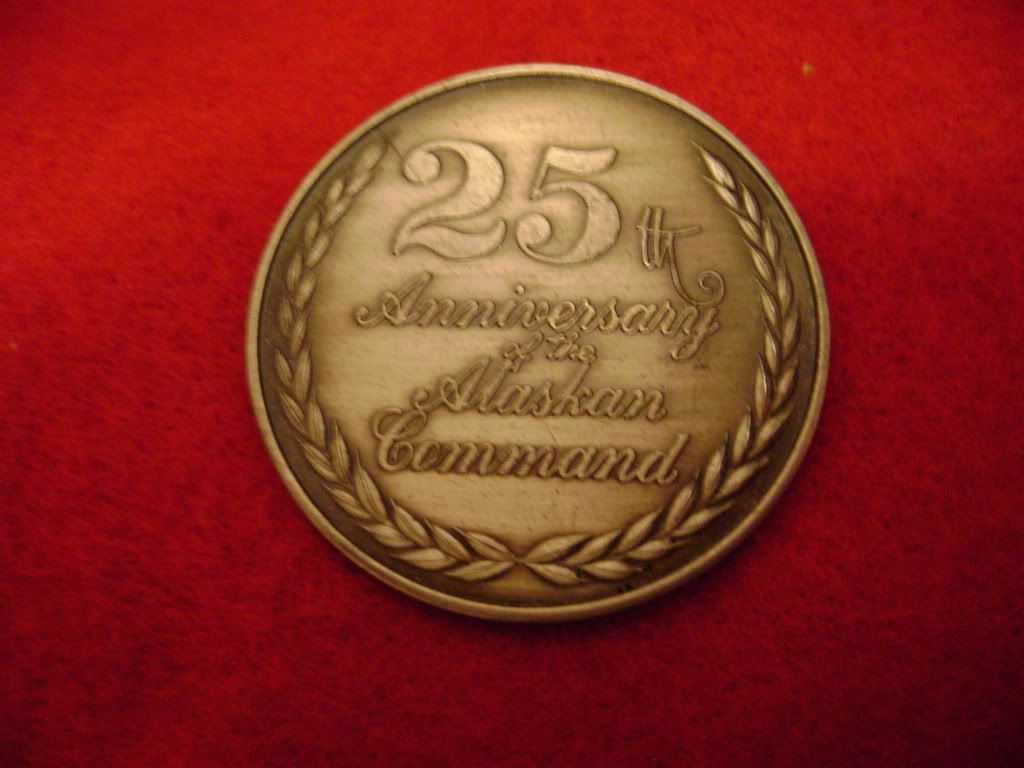 25th
Anniversary
of the
Alaskan
Command